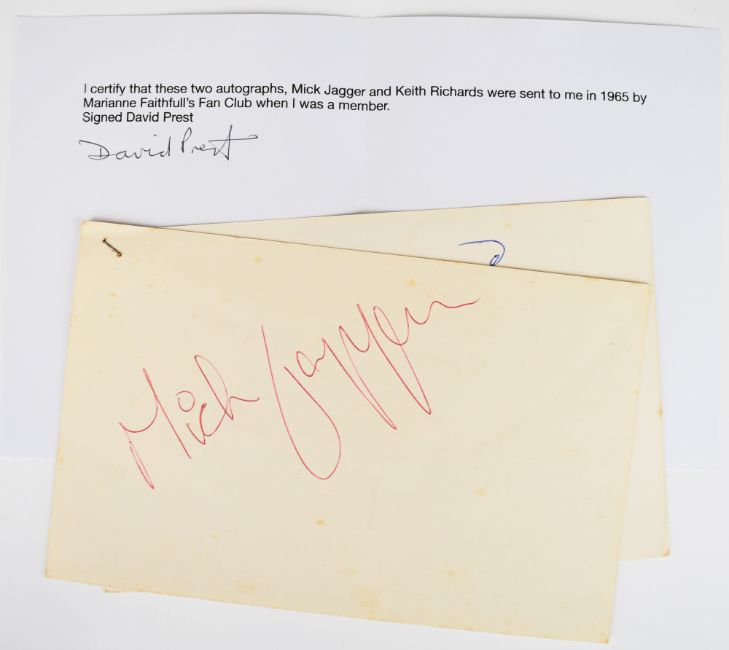 I certify that these two autographs, Mick Jagger and Keith Richards were sent to me in 1965 by
Marianne Faithfull's Fan Club when I was a member.
Signed David Prest
David Prest
Mick Jagger